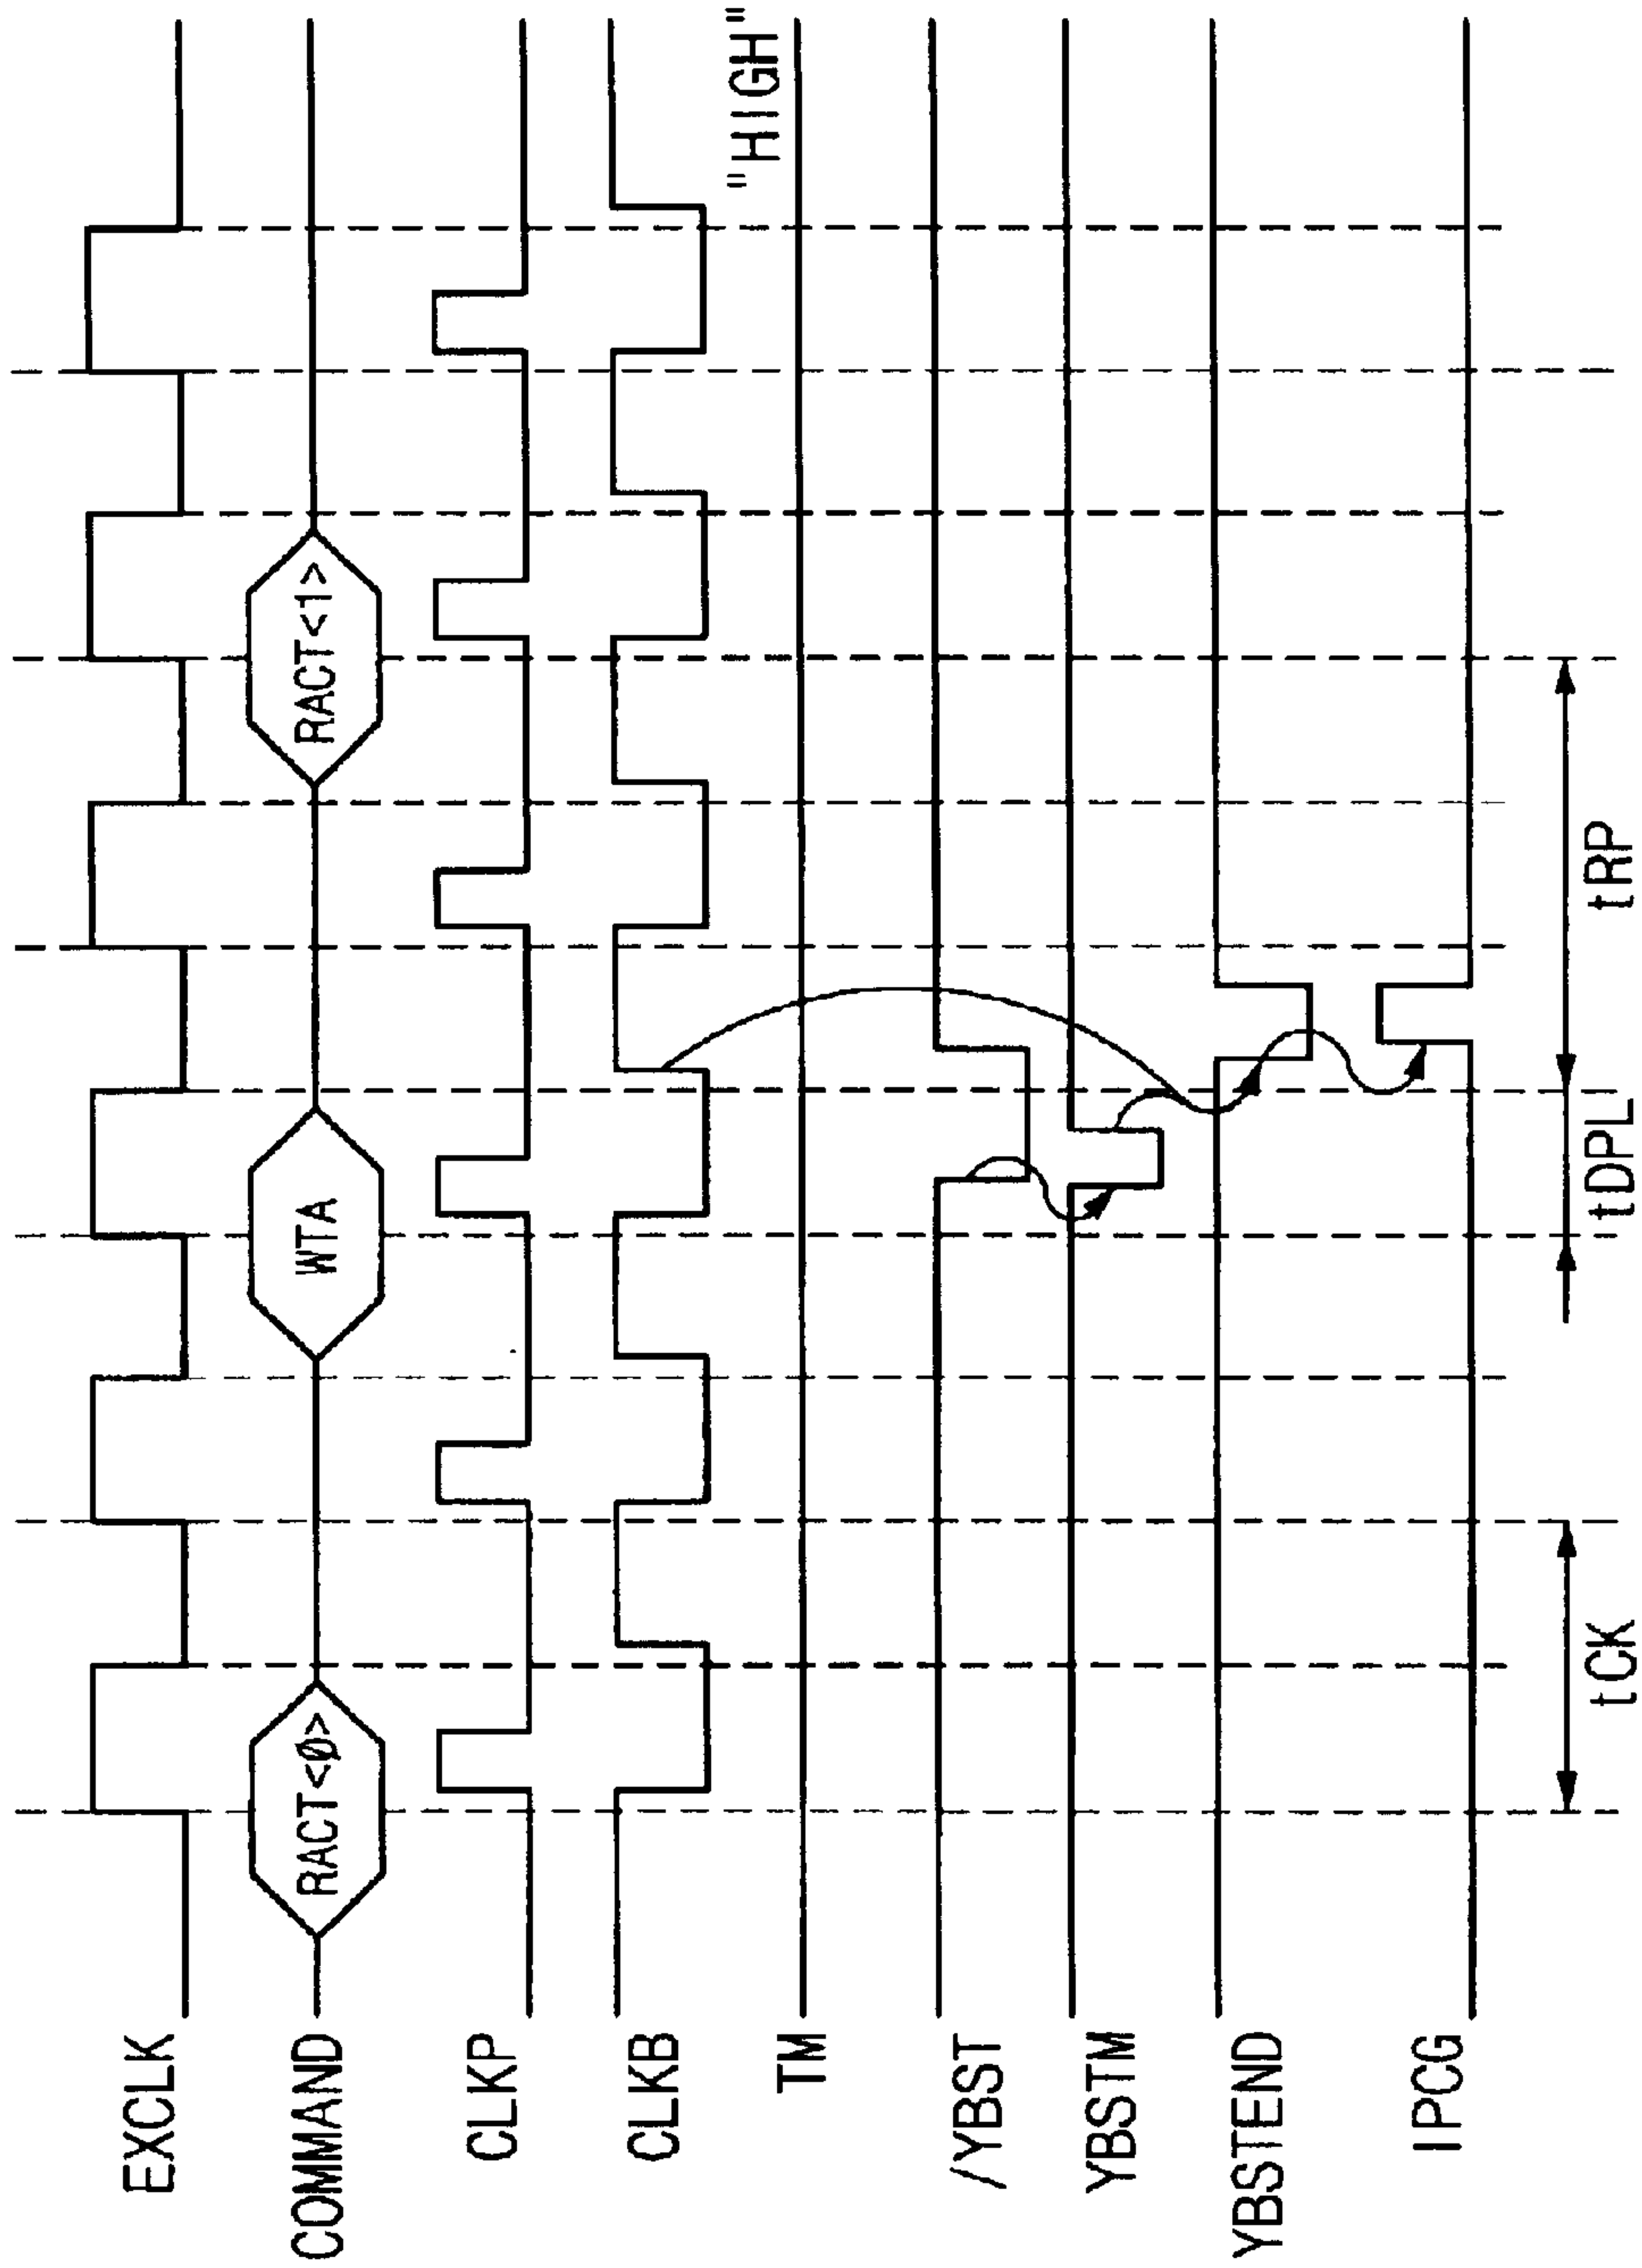 EXCLK
COMMAND
RACT<0>
WTA
RACT<1>
CLKP
CLKB
TM
"HIGH"
/YBST
YBSTM
YBSTEND
IPCG
tCK
tDPL
tRP